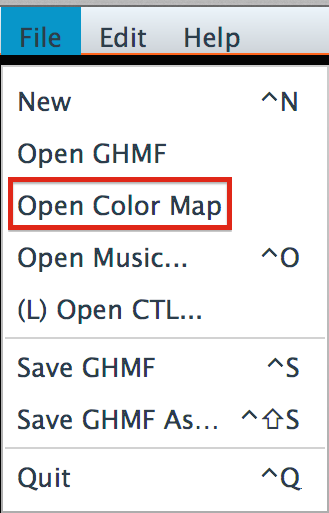 File Edit Help
New ^N
Open GHMF
Open Color Map
Open Music... ^O
(L) Open CTL...
Save GHMF ^S
Save GHMF As... ^⇧S
Quit ^Q